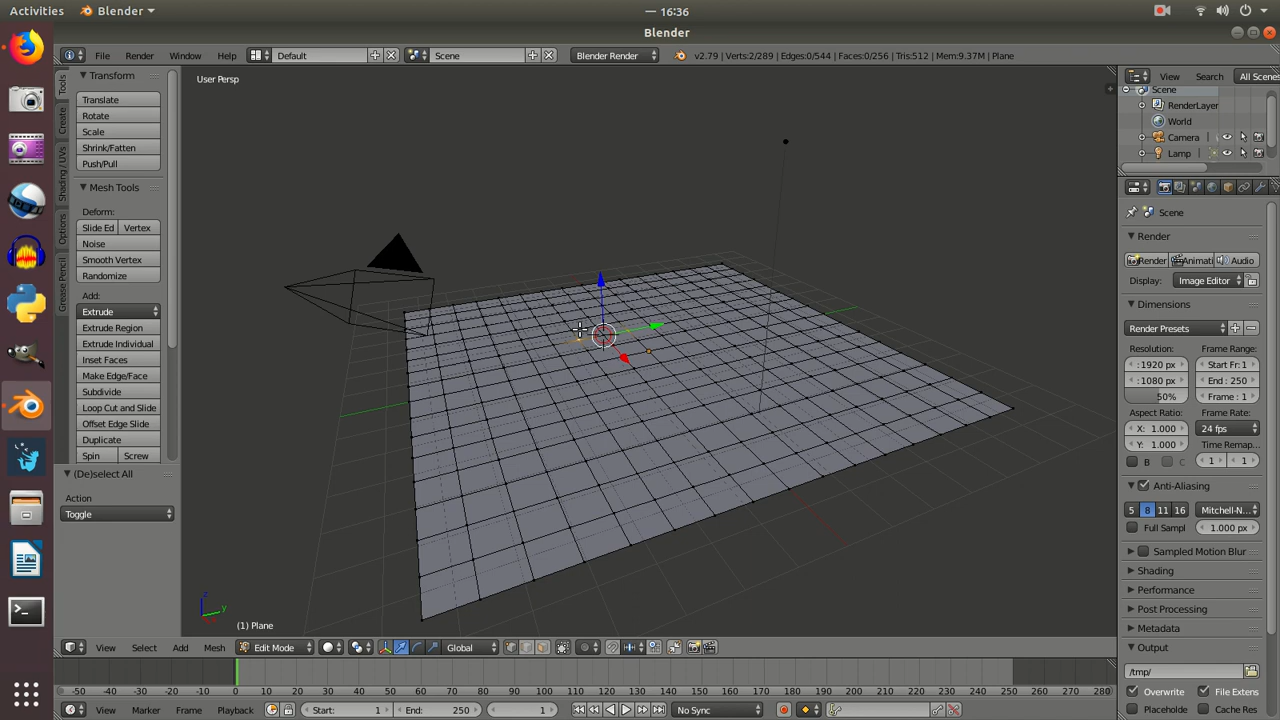 Activities Blender 16:36
Blender
File Render Window Help Default Scene Blender Render v2.79 | Verts:2/289 | Edges:0/544 | Faces:0/256 | Tris:512 | Mem:9.37M | Plane
Tools
Create
Shading / UVs
Options
Grease Pencil
Transform
Translate
Rotate
Scale
Shrink/Fatten
Push/Pull
Mesh Tools
Deform:
Slide Ed Vertex
Noise
Smooth Vertex
Randomize
Add:
Extrude
Extrude Region
Extrude Individual
Inset Faces
Make Edge/Face
Subdivide
Loop Cut and Slide
Offset Edge Slide
Duplicate
Spin Screw
(De)select All
Action
Toggle
User Persp
z
y
(1) Plane
View Search All Scenes
Scene
RenderLayer
World
Camera
Lamp
Scene
Render
Render Animati Audio
Display: Image Editor
Dimensions
Render Presets
Resolution: Frame Range:
:1920 px Start Fr: 1
:1080 px End : 250
50% Frame : 1
Aspect Ratio: Frame Rate:
X: 1.000 24 fps
Y: 1.000 Time Remap...
B C 1 1
Anti-Aliasing
5 8 11 16 Mitchell-N...
Full Sampl 1.000 px
Sampled Motion Blur
Shading
Performance
Post Processing
Metadata
Output
/tmp/
Overwrite File Extens
Placeholde Cache Res
View Select Add Mesh Edit Mode Global
-50 -40 -30 -20 -10 0 10 20 30 40 50 60 70 80 90 100 110 120 130 140 150 160 170 180 190 200 210 220 230 240 250 260 270 280
View Marker Frame Playback Start: 1 End: 250 1 No Sync